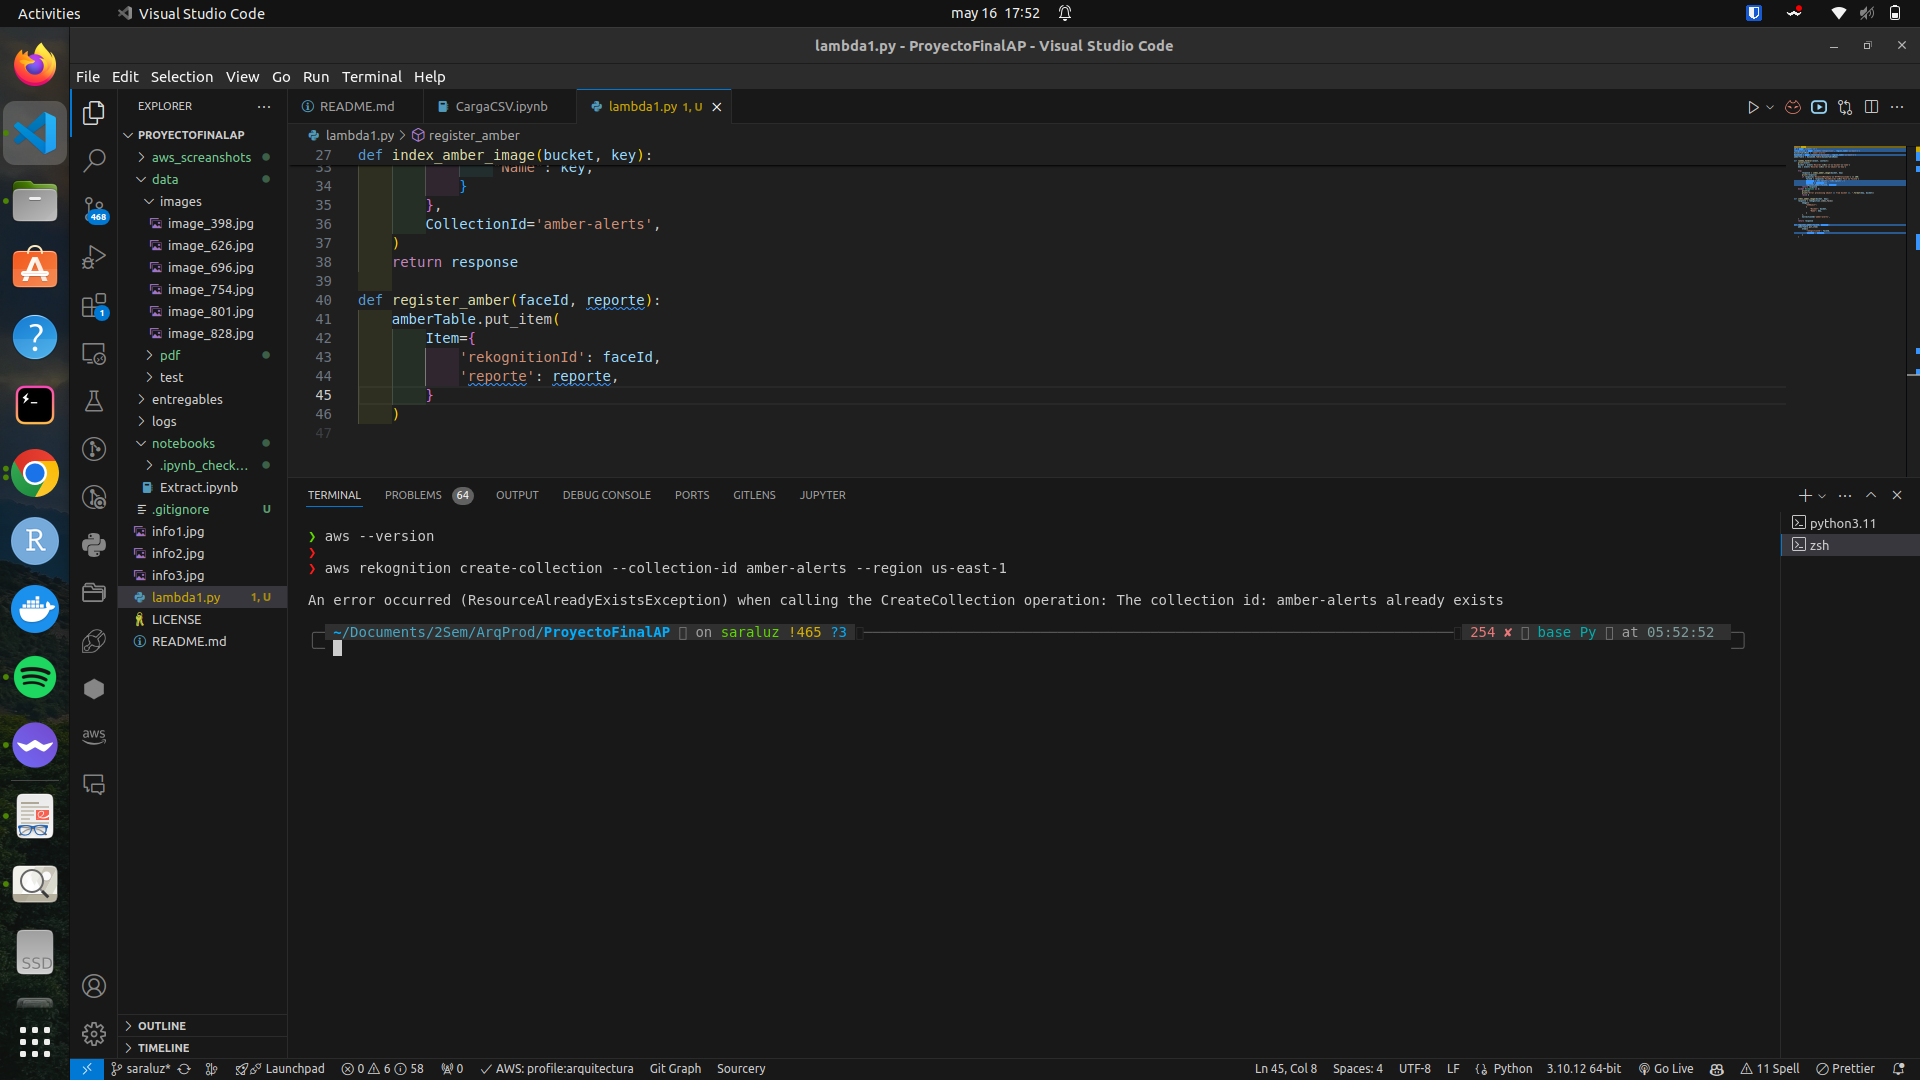 Activities
Visual Studio Code
may 16 17:52
lambda1.py - ProyectoFinalAP - Visual Studio Code
File Edit Selection View Go Run Terminal Help
EXPLORER
PROYECTOFINALAP
aws_screanshots
data
images
image_398.jpg
image_626.jpg
image_696.jpg
image_754.jpg
image_801.jpg
image_828.jpg
pdf
test
entregables
logs
notebooks
.ipynb_check...
Extract.ipynb
.gitignore U
info1.jpg
info2.jpg
info3.jpg
lambda1.py 1, U
LICENSE
README.md
OUTLINE
TIMELINE
468
1
aws
SSD
README.md
CargaCSV.ipynb
lambda1.py 1, U
lambda1.py > register_amber
27 def index_amber_image(bucket, key):
33 'Name': key,
34 }
35 },
36 CollectionId='amber-alerts',
37 )
38 return response
39
40 def register_amber(faceId, reporte):
41 amberTable.put_item(
42 Item={
43 'rekognitionId': faceId,
44 'reporte': reporte,
45 }
46 )
47
TERMINAL PROBLEMS 64 OUTPUT DEBUG CONSOLE PORTS GITLENS JUPYTER
❯ aws --version
❯
❯ aws rekognition create-collection --collection-id amber-alerts --region us-east-1
An error occurred (ResourceAlreadyExistsException) when calling the CreateCollection operation: The collection id: amber-alerts already exists
~/Documents/2Sem/ArqProd/ProyectoFinalAP on saraluz !465 ?3
254 ✘ base Py at 05:52:52
python3.11
zsh
saraluz*
Launchpad
0 6 58
0
AWS: profile:arquitectura
Git Graph
Sourcery
Ln 45, Col 8
Spaces: 4
UTF-8
LF
Python
3.10.12 64-bit
Go Live
11 Spell
Prettier